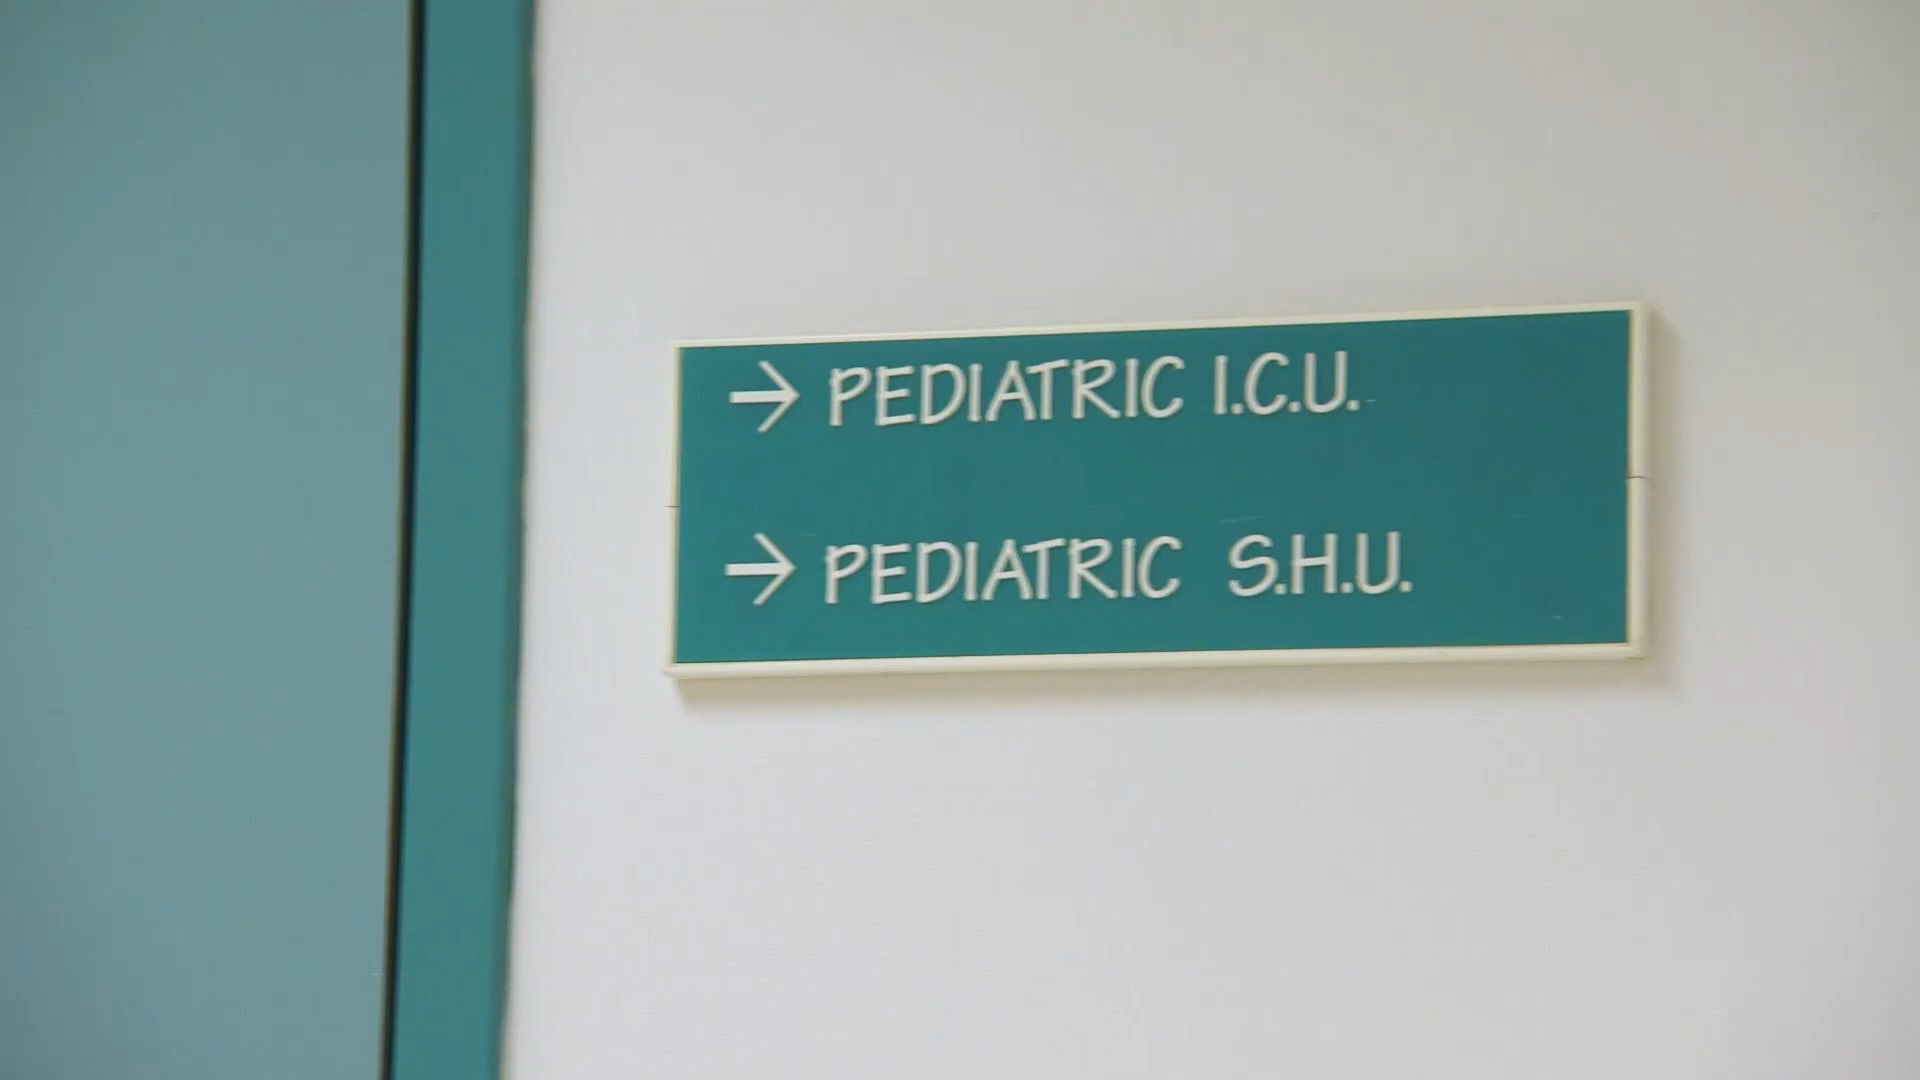 → PEDIATRIC I.C.U.
→ PEDIATRIC S.H.U.